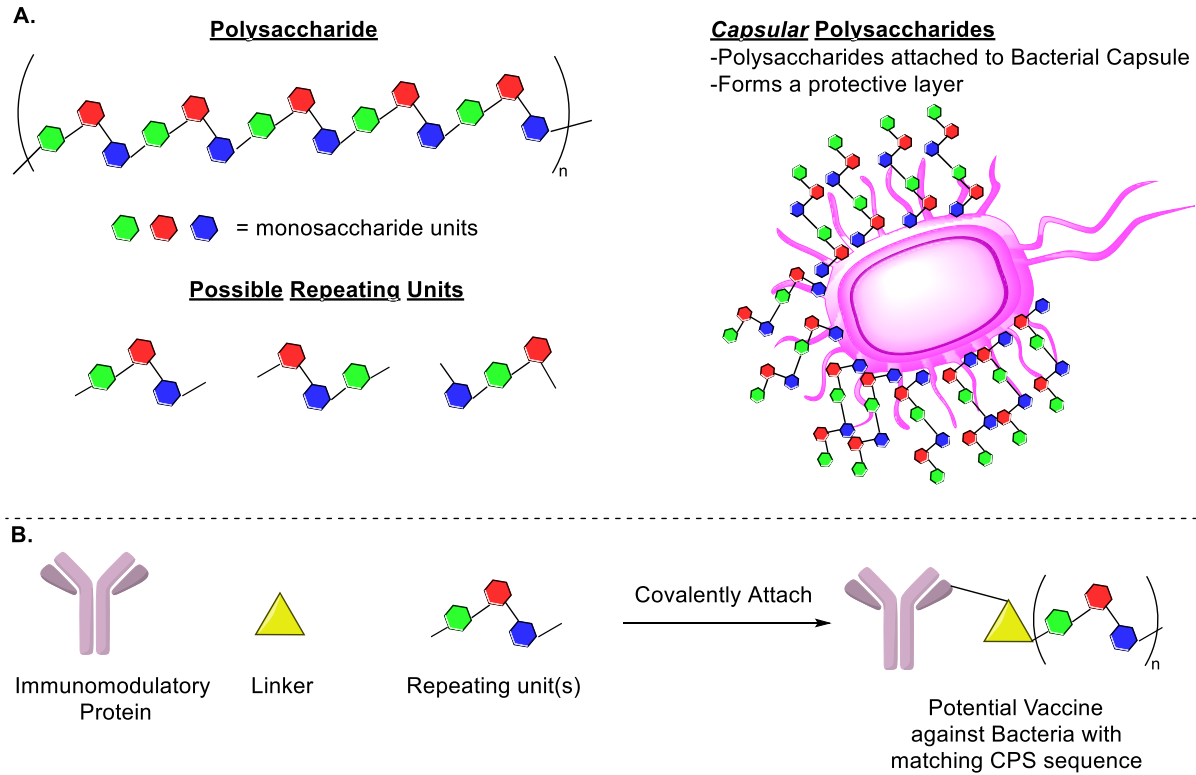 A.
Polysaccharide
n
= monosaccharide units
Possible Repeating Units
Capsular Polysaccharides
-Polysaccharides attached to Bacterial Capsule
-Forms a protective layer
B.
Immunomodulatory
Protein
Linker
Repeating unit(s)
Covalently Attach
n
Potential Vaccine
against Bacteria with
matching CPS sequence